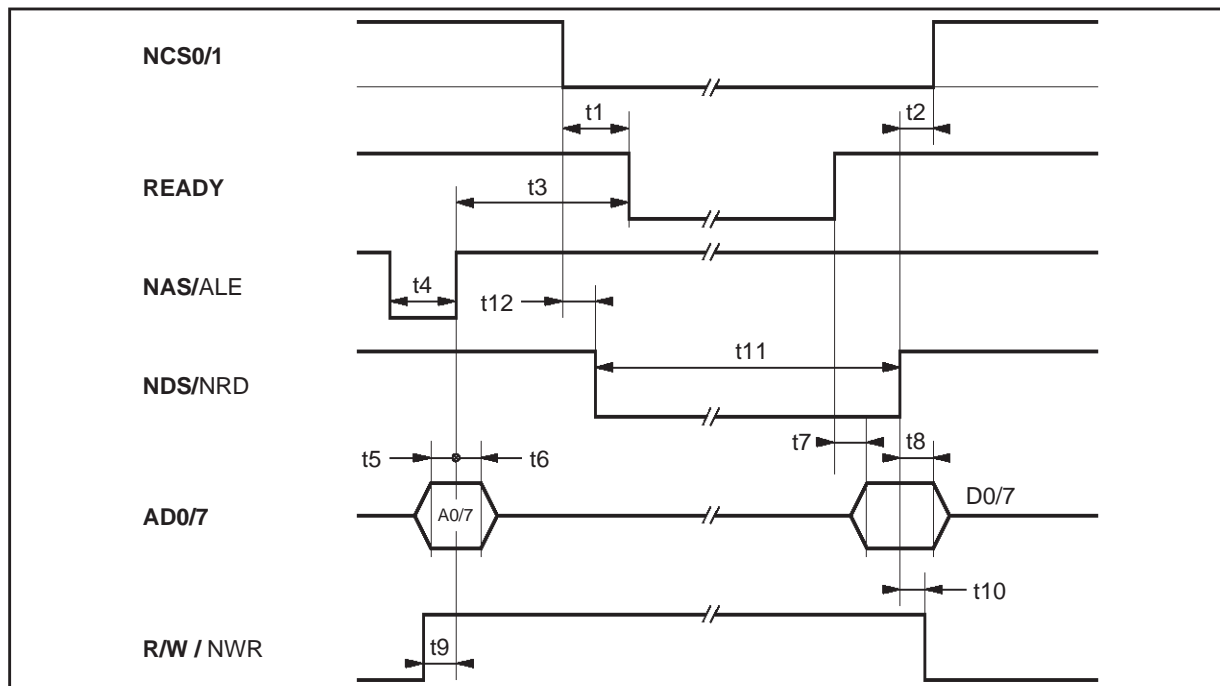 NCS0/1
t1
t2
READY
t3
NAS/ALE
t4
t12
NDS/NRD
t11
t5
t6
t7
t8
AD0/7
A0/7
D0/7
t10
R/W / NWR
t9